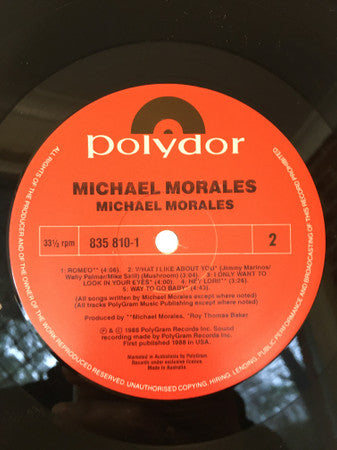 polydor
MICHAEL MORALES
MICHAEL MORALES
33⅓ rpm 835 810-1 2
1. ROMEO** (4:06). 2. WHAT I LIKE ABOUT YOU* (Jimmy Marinos/
Wally Palmar/Mike Skill) (Mushroom) (3:04). 3. I ONLY WANT TO
LOOK IN YOUR EYES* (4:00). 4. HEY LORII** (3:26).
5. WAY TO GO BABY* (4:43).
(All songs written by Michael Morales except where noted)
(All tracks PolyGram Music Publishing except where noted)
Produced by **Michael Morales, *Roy Thomas Baker
℗ & © 1988 PolyGram Records Inc. Sound
recording made by PolyGram Records Inc.
First published 1988 in USA.
Marketed in Australasia by PolyGram
Records under exclusive licence.
Made in Australia
ALL RIGHTS OF THE PRODUCER AND OF THE OWNER OF THE WORK REPRODUCED RESERVED. UNAUTHORISED COPYING, HIRING, LENDING, PUBLIC PERFORMANCE AND BROADCASTING OF THIS RECORD PROHIBITED